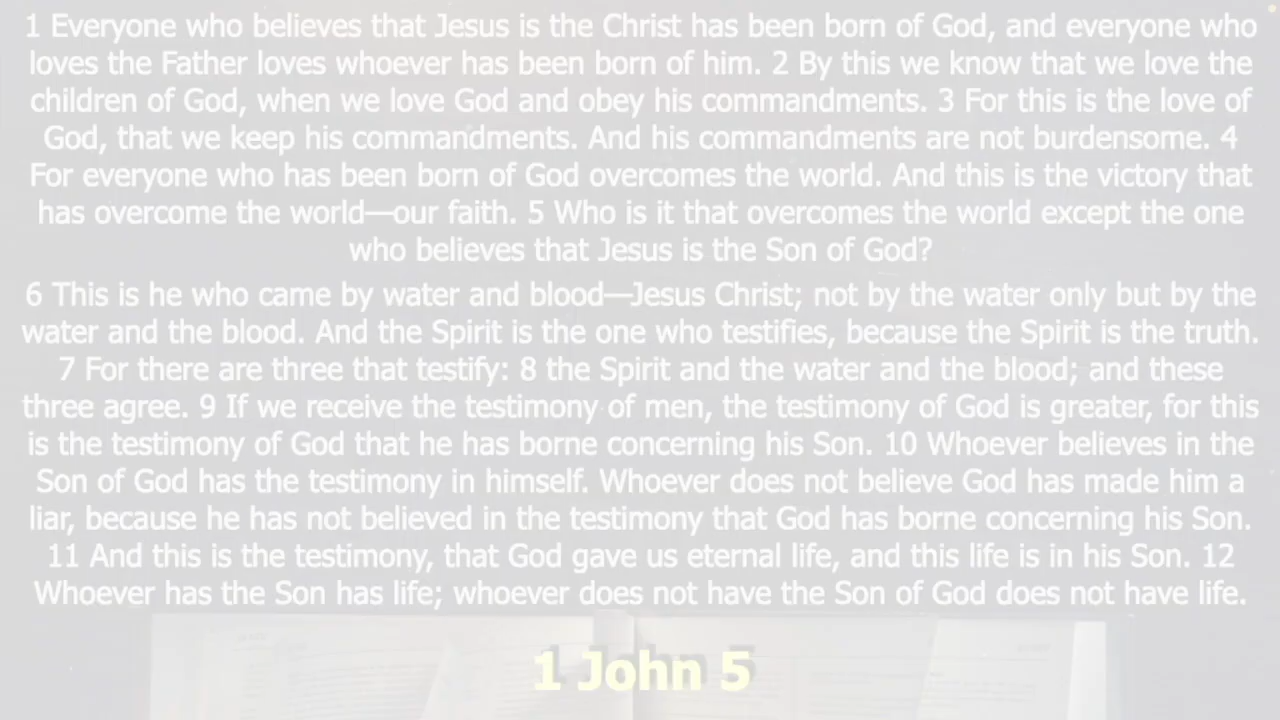 1 Everyone who believes that Jesus is the Christ has been born of God, and everyone who
loves the Father loves whoever has been born of him. 2 By this we know that we love the
children of God, when we love God and obey his commandments. 3 For this is the love of
God, that we keep his commandments. And his commandments are not burdensome. 4
For everyone who has been born of God overcomes the world. And this is the victory that
has overcome the world—our faith. 5 Who is it that overcomes the world except the one
who believes that Jesus is the Son of God?
6 This is he who came by water and blood—Jesus Christ; not by the water only but by the
water and the blood. And the Spirit is the one who testifies, because the Spirit is the truth.
7 For there are three that testify: 8 the Spirit and the water and the blood; and these
three agree. 9 If we receive the testimony of men, the testimony of God is greater, for this
is the testimony of God that he has borne concerning his Son. 10 Whoever believes in the
Son of God has the testimony in himself. Whoever does not believe God has made him a
liar, because he has not believed in the testimony that God has borne concerning his Son.
11 And this is the testimony, that God gave us eternal life, and this life is in his Son. 12
Whoever has the Son has life; whoever does not have the Son of God does not have life.
1 John 5